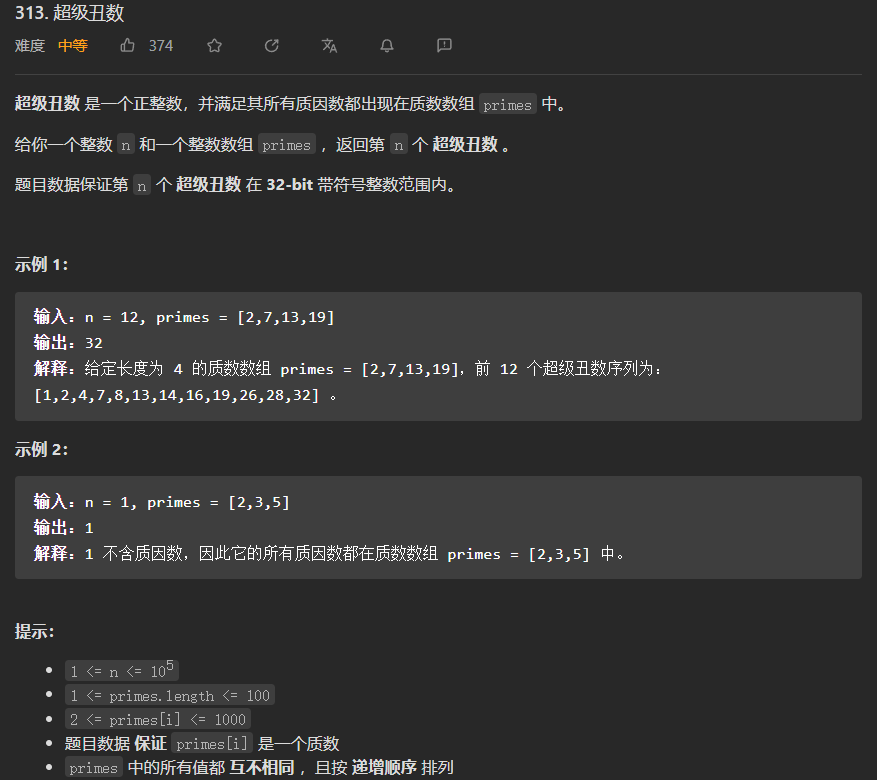 313. 超级丑数
难度 中等 374
超级丑数 是一个正整数，并满足其所有质因数都出现在质数数组 primes 中。
给你一个整数 n 和一个整数数组 primes ，返回第 n 个 超级丑数 。
题目数据保证第 n 个 超级丑数 在 32-bit 带符号整数范围内。
示例 1：
输入：n = 12, primes = [2,7,13,19]
输出：32
解释：给定长度为 4 的质数数组 primes = [2,7,13,19]，前 12 个超级丑数序列为：
[1,2,4,7,8,13,14,16,19,26,28,32] 。
示例 2：
输入：n = 1, primes = [2,3,5]
输出：1
解释：1 不含质因数，因此它的所有质因数都在质数数组 primes = [2,3,5] 中。
提示：
1 <= n <= 10⁵
1 <= primes.length <= 100
2 <= primes[i] <= 1000
题目数据 保证 primes[i] 是一个质数
primes 中的所有值都 互不相同 ，且按 递增顺序 排列